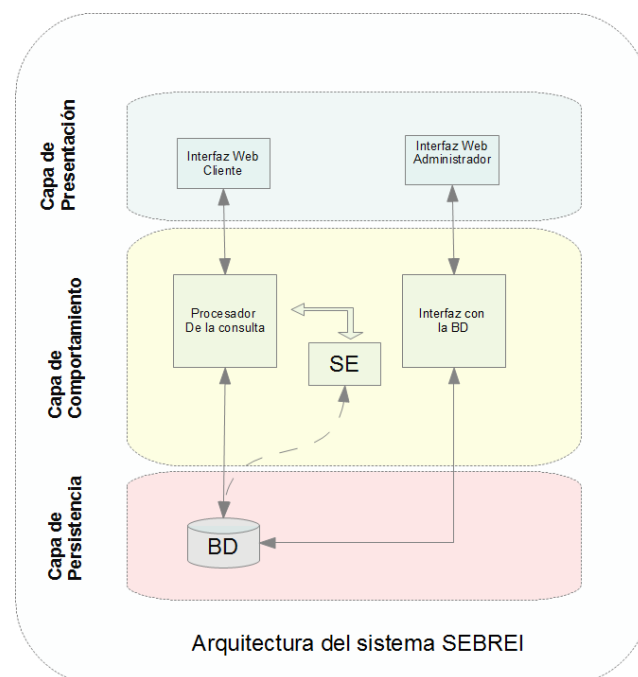 Capa de
Presentación
Interfaz Web
Cliente
Interfaz Web
Administrador
Capa de
Comportamiento
Procesador
De la consulta
SE
Interfaz con
la BD
Capa de
Persistencia
BD
Arquitectura del sistema SEBREI